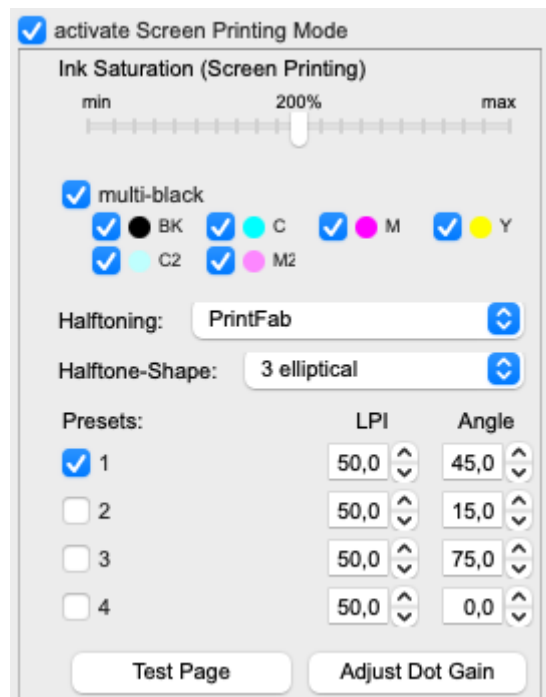 activate Screen Printing Mode
Ink Saturation (Screen Printing)
min 200% max
multi-black
BK C M Y
C2 M2
Halftoning: PrintFab
Halftone-Shape: 3 elliptical
Presets: LPI Angle
1 50,0 45,0
2 50,0 15,0
3 50,0 75,0
4 50,0 0,0
Test Page Adjust Dot Gain